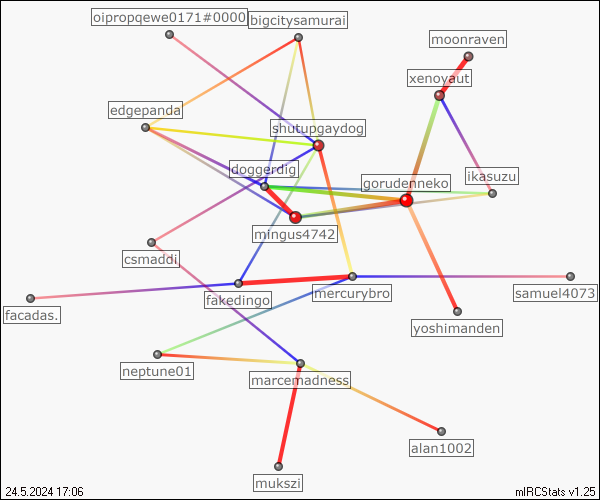 oipropqewe0171#0000
bigcitysamurai
moonraven
xenoyaut
edgepanda
shutupgaydog
doggerdig
gorudenneko
ikasuzu
mingus4742
csmaddi
facadas.
fakedingo
mercurybro
samuel4073
yoshimanden
neptune01
marcemadness
alan1002
mukszi
24.5.2024 17:06
mIRCStats v1.25